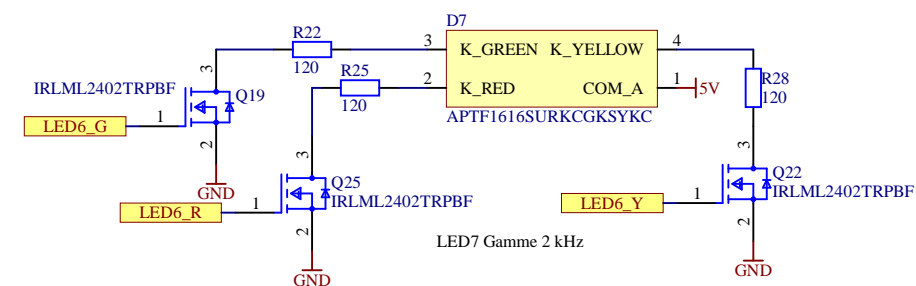 D7
R22
120
3
K_GREEN
K_YELLOW
4
R25
120
2
K_RED
COM_A
1
5V
R28
120
APTF1616SURKCGKSYKC
IRLML2402TRPBF
3
Q19
LED6_G
1
2
GND
3
Q25
IRLML2402TRPBF
LED6_R
1
2
GND
3
Q22
IRLML2402TRPBF
LED6_Y
1
2
GND
LED7 Gamme 2 kHz